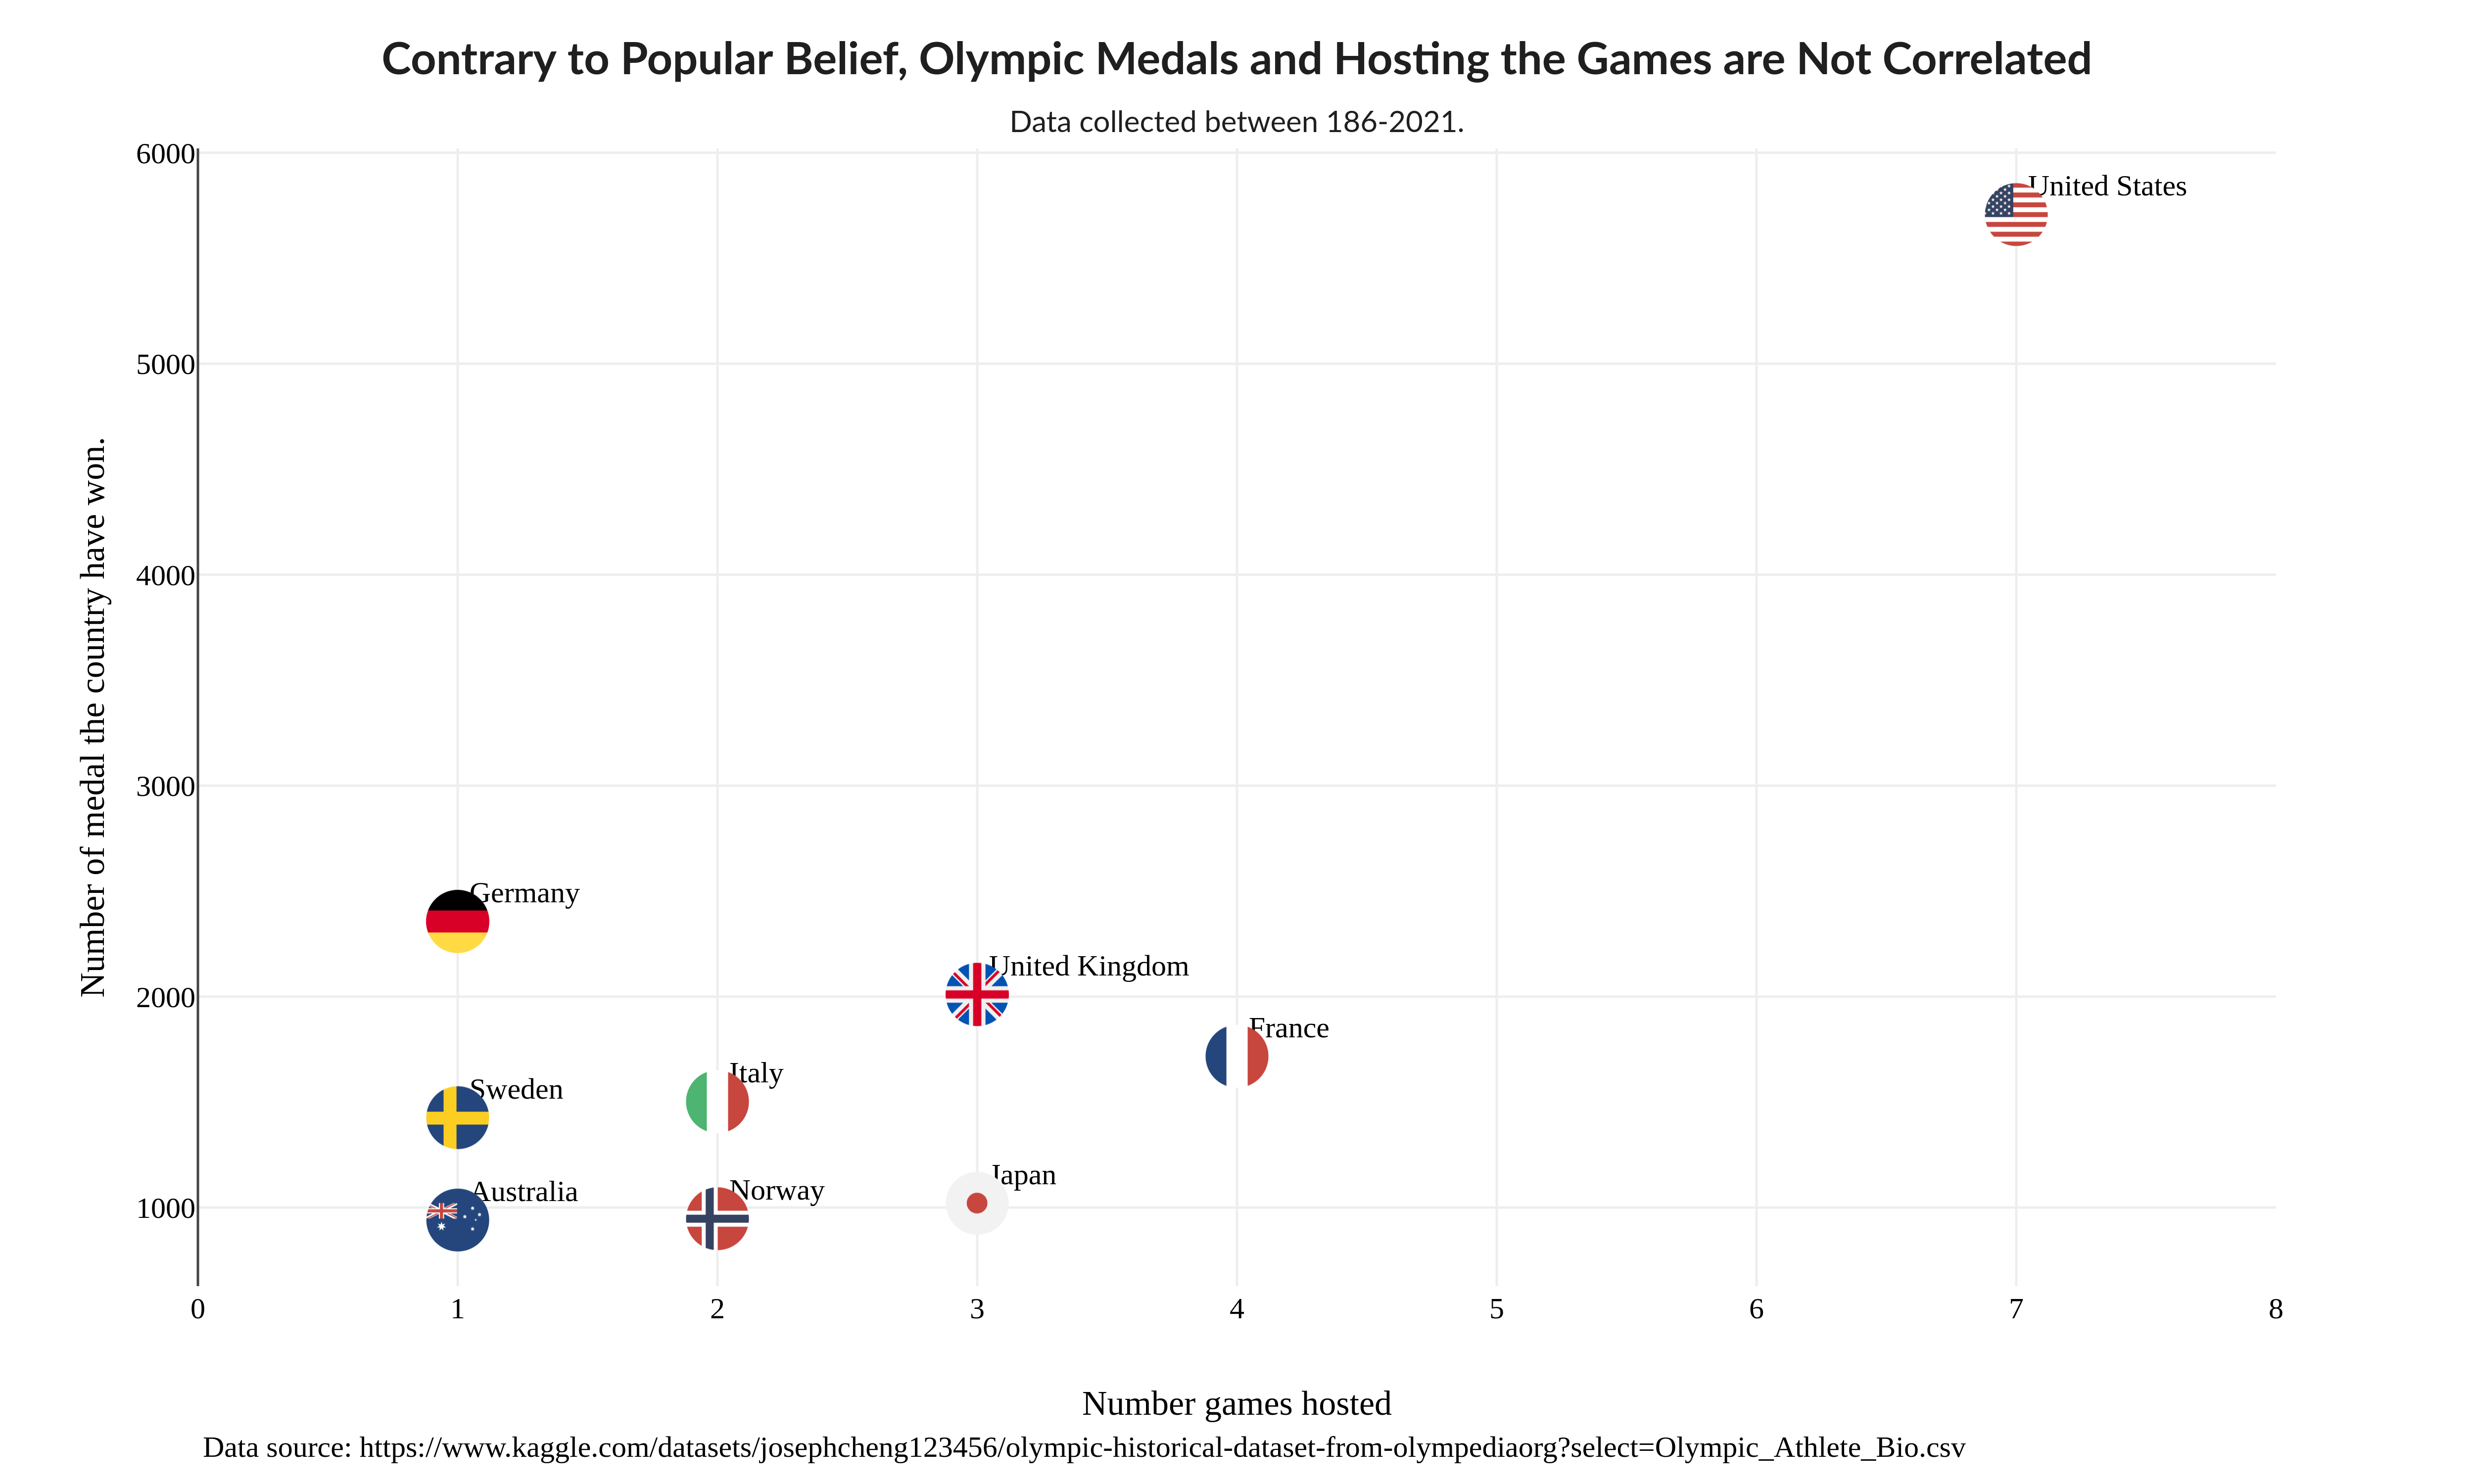 Contrary to Popular Belief, Olympic Medals and Hosting the Games are Not Correlated
Data collected between 186-2021.
6000
5000
4000
3000
2000
1000
Number of medal the country have won.
United States
Germany
United Kingdom
France
Italy
Sweden
Japan
Norway
Australia
0 1 2 3 4 5 6 7 8
Number games hosted
Data source: https://www.kaggle.com/datasets/josephcheng123456/olympic-historical-dataset-from-olympediaorg?select=Olympic_Athlete_Bio.csv